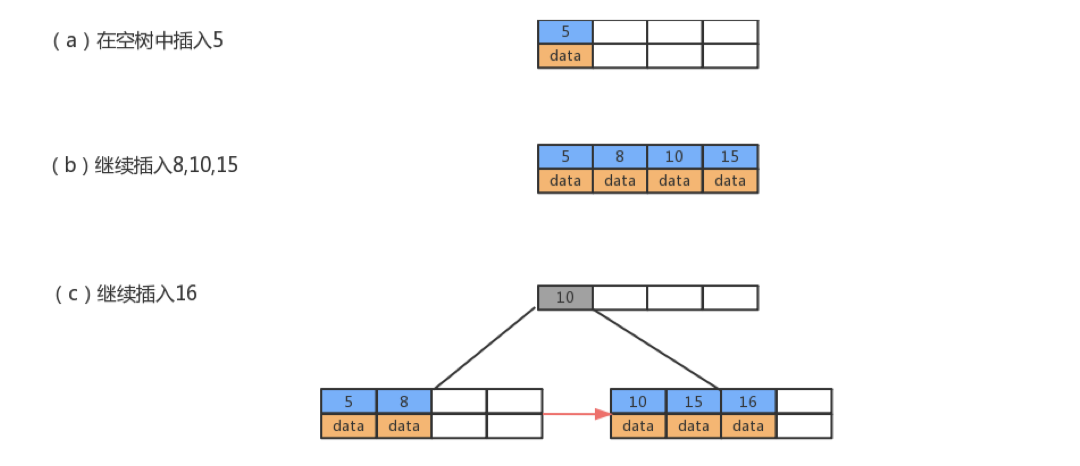 （a）在空树中插入5
5
data
（b）继续插入8,10,15
5 8 10 15
data data data data
（c）继续插入16
10
5 8 10 15 16
data data data data data